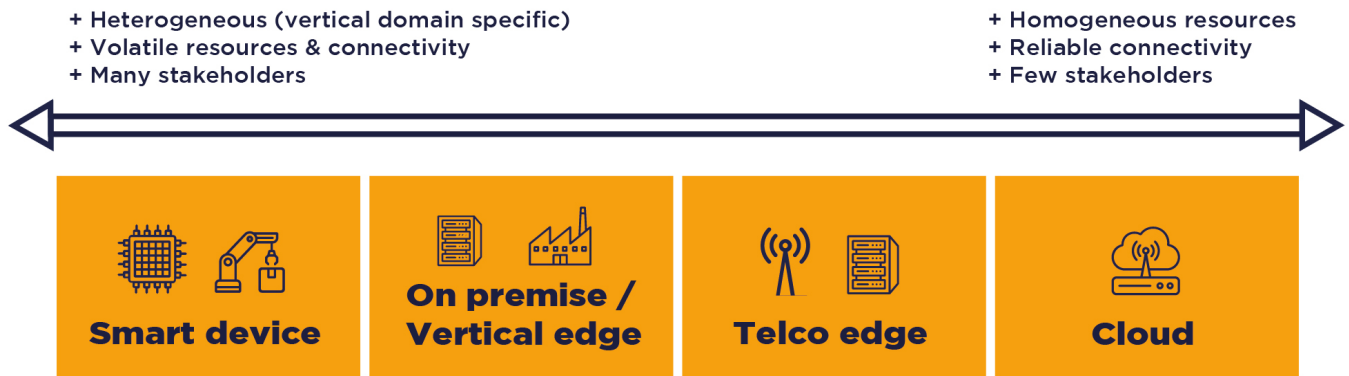 + Heterogeneous (vertical domain specific)
+ Volatile resources & connectivity
+ Many stakeholders
+ Homogeneous resources
+ Reliable connectivity
+ Few stakeholders
Smart device
On premise /
Vertical edge
Telco edge
Cloud